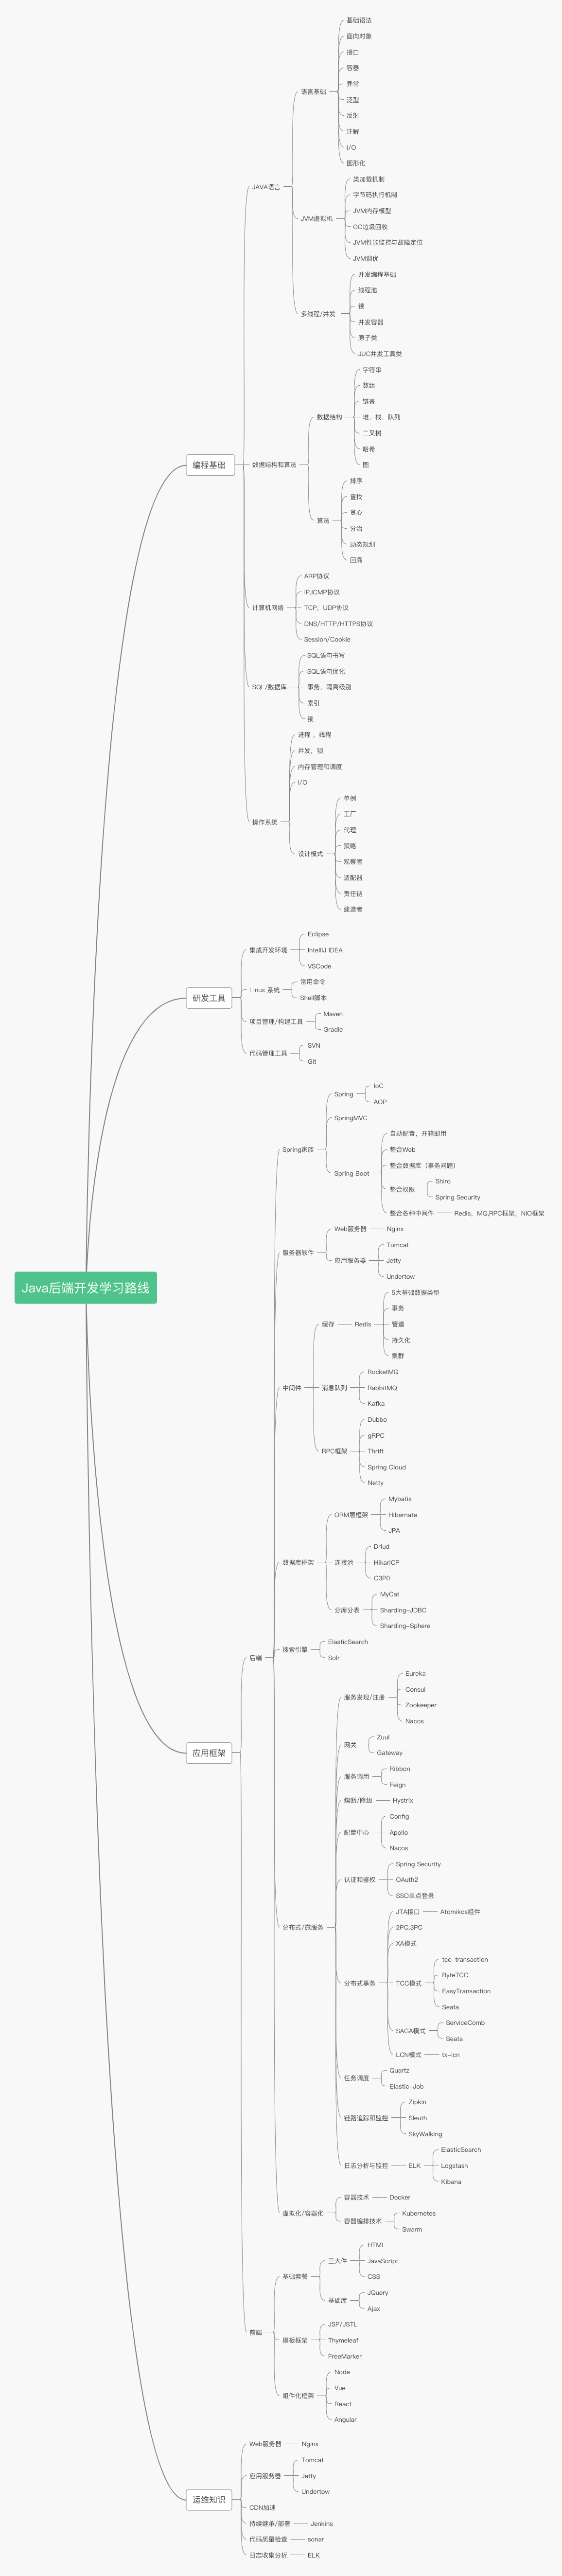 Java后端开发学习路线
编程基础
JAVA语言
语言基础
基础语法
面向对象
接口
容器
异常
泛型
反射
注解
I/O
图形化
JVM虚拟机
类加载机制
字节码执行机制
JVM内存模型
GC垃圾回收
JVM性能监控与故障定位
JVM调优
多线程/并发
并发编程基础
线程池
锁
并发容器
原子类
JUC并发工具类
数据结构和算法
数据结构
字符串
数组
链表
堆、栈、队列
二叉树
哈希
图
算法
排序
查找
贪心
分治
动态规划
回溯
计算机网络
ARP协议
IP,ICMP协议
TCP、UDP协议
DNS/HTTP/HTTPS协议
Session/Cookie
SQL/数据库
SQL语句书写
SQL语句优化
事务、隔离级别
索引
锁
操作系统
进程 、线程
并发，锁
内存管理和调度
I/O
设计模式
单例
工厂
代理
策略
观察者
适配器
责任链
建造者
研发工具
集成开发环境
Eclipse
IntelliJ IDEA
VSCode
Linux 系统
常用命令
Shell脚本
项目管理/构建工具
Maven
Gradle
代码管理工具
SVN
Git
应用框架
后端
Spring家族
Spring
IoC
AOP
SpringMVC
Spring Boot
自动配置、开箱即用
整合Web
整合数据库（事务问题）
整合权限
Shiro
Spring Security
整合各种中间件
Redis、MQ,RPC框架、NIO框架
服务器软件
Web服务器
Nginx
应用服务器
Tomcat
Jetty
Undertow
中间件
缓存
Redis
5大基础数据类型
事务
管道
持久化
集群
消息队列
RocketMQ
RabbitMQ
Kafka
RPC框架
Dubbo
gRPC
Thrift
Spring Cloud
Netty
数据库框架
ORM层框架
Mybatis
Hibernate
JPA
连接池
Driud
HikariCP
C3P0
分库分表
MyCat
Sharding-JDBC
Sharding-Sphere
搜索引擎
ElasticSearch
Solr
分布式/微服务
服务发现/注册
Eureka
Consul
Zookeeper
Nacos
网关
Zuul
Gateway
服务调用
Ribbon
Feign
熔断/降级
Hystrix
配置中心
Config
Apollo
Nacos
认证和鉴权
Spring Security
OAuth2
SSO单点登录
分布式事务
JTA接口
Atomikos组件
2PC,3PC
XA模式
TCC模式
tcc-transaction
ByteTCC
EasyTransaction
Seata
SAGA模式
ServiceComb
Seata
LCN模式
tx-lcn
任务调度
Quartz
Elastic-Job
链路追踪和监控
Zipkin
Sleuth
SkyWalking
日志分析与监控
ELK
ElasticSearch
Logstash
Kibana
虚拟化/容器化
容器技术
Docker
容器编排技术
Kubernetes
Swarm
前端
基础套餐
三大件
HTML
JavaScript
CSS
基础库
JQuery
Ajax
模板框架
JSP/JSTL
Thymeleaf
FreeMarker
组件化框架
Node
Vue
React
Angular
运维知识
Web服务器
Nginx
应用服务器
Tomcat
Jetty
Undertow
CDN加速
持续继承/部署
Jenkins
代码质量检查
sonar
日志收集分析
ELK